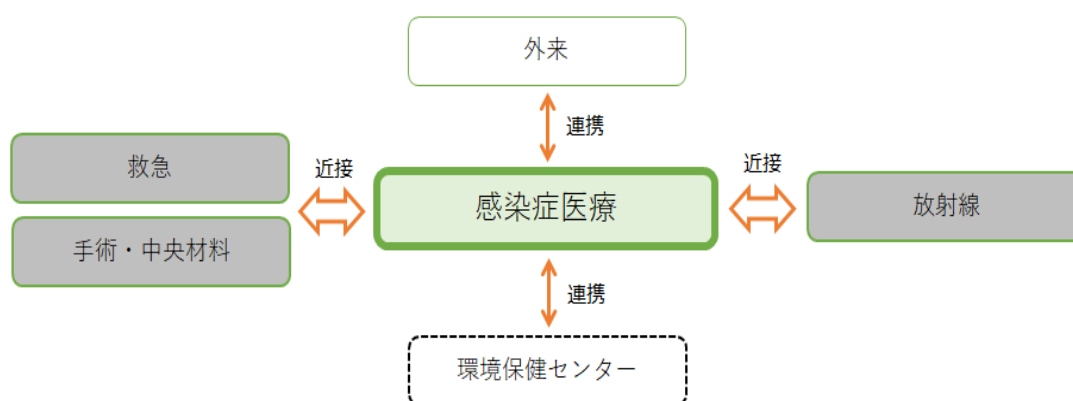 外来
連携
救急
近接
近接
感染症医療
放射線
手術・中央材料
連携
環境保健センター